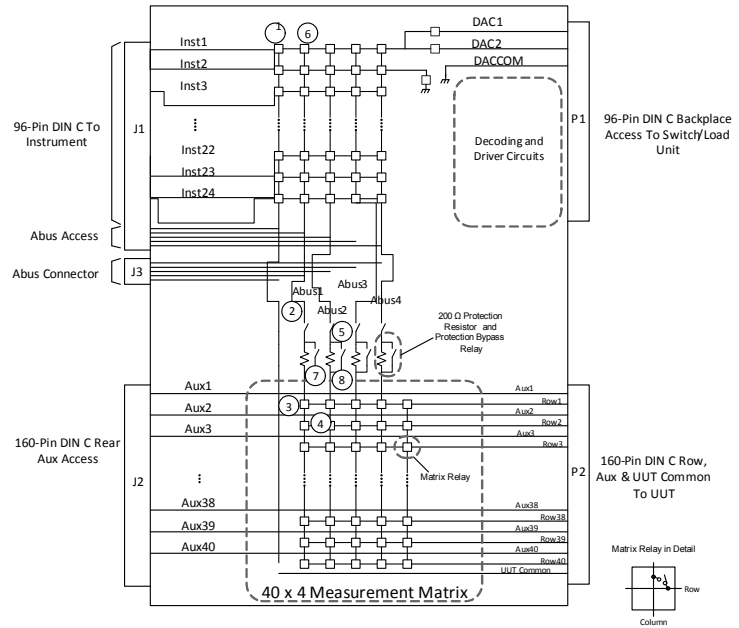 DAC1
1
6
Inst1
DAC2
Inst2
DACCOM
Inst3
96-Pin DIN C To
Instrument
J1
Decoding and
Driver Circuits
P1
96-Pin DIN C Backplace
Access To Switch/Load
Unit
Inst22
Inst23
Inst24
Abus Access
Abus Connector
J3
Abus1
Abus3
2
Abus2
Abus4
5
200 Ω Protection
Resistor and
Protection Bypass
Relay
7
8
Aux1
Aux1
3
Row1
Aux2
Aux2
4
Row2
Aux3
Aux3
Row3
160-Pin DIN C Rear
Aux Access
J2
Matrix Relay
P2
160-Pin DIN C Row,
Aux & UUT Common
To UUT
Aux38
Aux38
Row38
Aux39
Aux39
Row39
Aux40
Aux40
Row40
UUT Common
40 x 4 Measurement Matrix
Matrix Relay in Detail
Row
Column